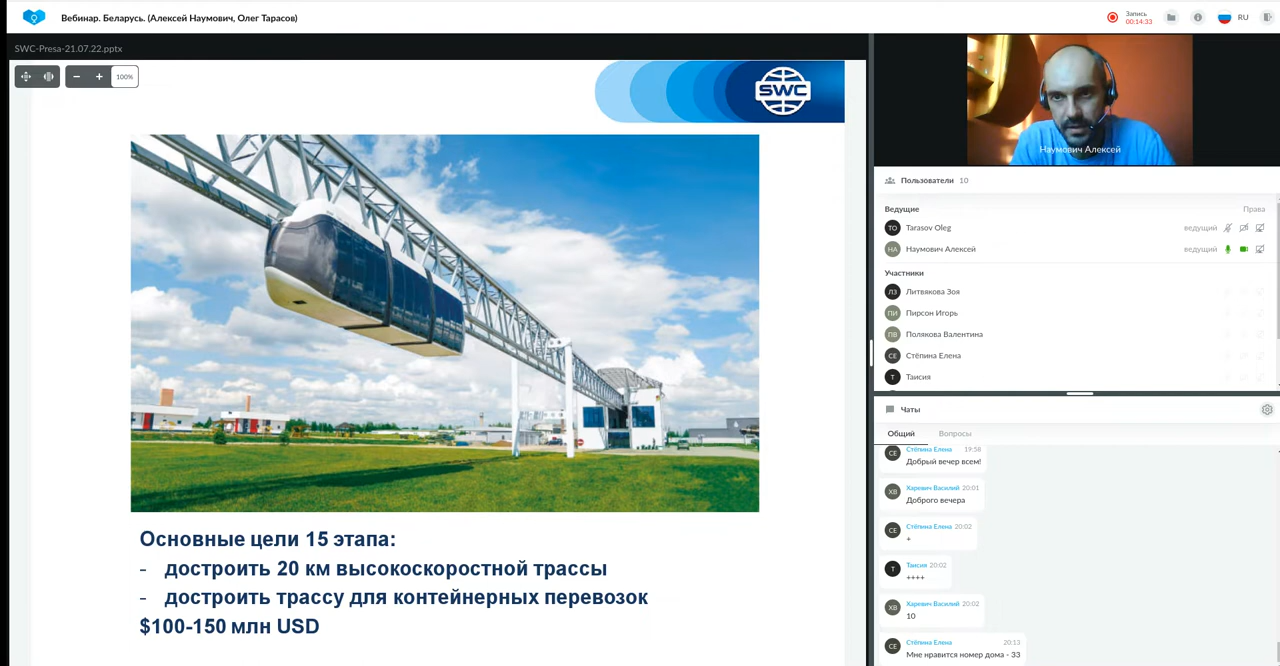 Вебинар. Беларусь. (Алексей Наумович, Олег Тарасов)
Запись
00:14:33
RU
SWC-Presa-21.07.22.pptx
100%
SWC
Основные цели 15 этапа:
- достроить 20 км высокоскоростной трассы
- достроить трассу для контейнерных перевозок
$100-150 млн USD
Наумович Алексей
Пользователи 10
Ведущие Права
TO Tarasov Oleg ведущий
НА Наумович Алексей ведущий
Участники
ЛЗ Литвякова Зоя
ПИ Пирсон Игорь
ПВ Полякова Валентина
СЕ Стёпина Елена
Т Таисия
Чаты
Общий Вопросы
СЕ Стёпина Елена 19:58
Добрый вечер всем!
ХВ Харевич Василий 20:01
Доброго вечера
СЕ Стёпина Елена 20:02
+
Т Таисия 20:02
++++
ХВ Харевич Василий 20:02
10
СЕ Стёпина Елена 20:13
Мне нравится номер дома - 33